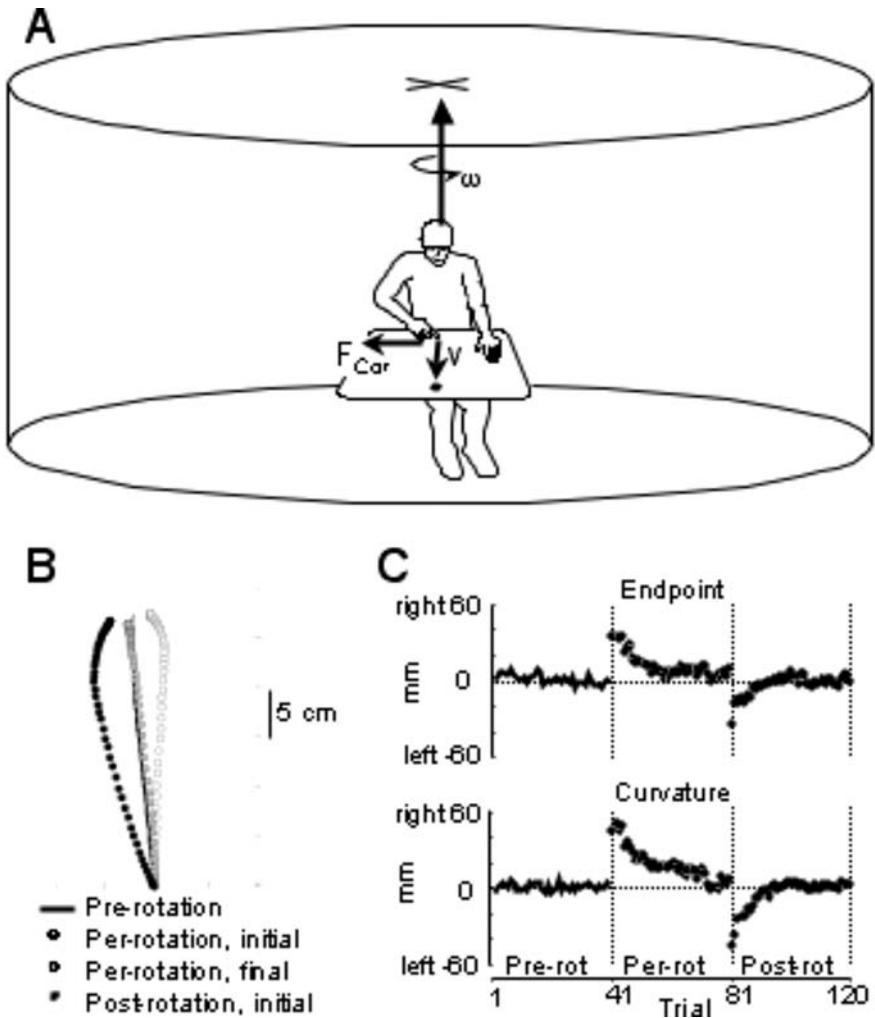 A
ω
F Cor
v
B
5 cm
Pre-rotation
Per-rotation, initial
Per-rotation, final
Post-rotation, initial
C
Endpoint
right 60
mm
0
left -60
Curvature
right 60
mm
0
left -60
Pre-rot
Per-rot
Post-rot
1
41
81
120
Trial